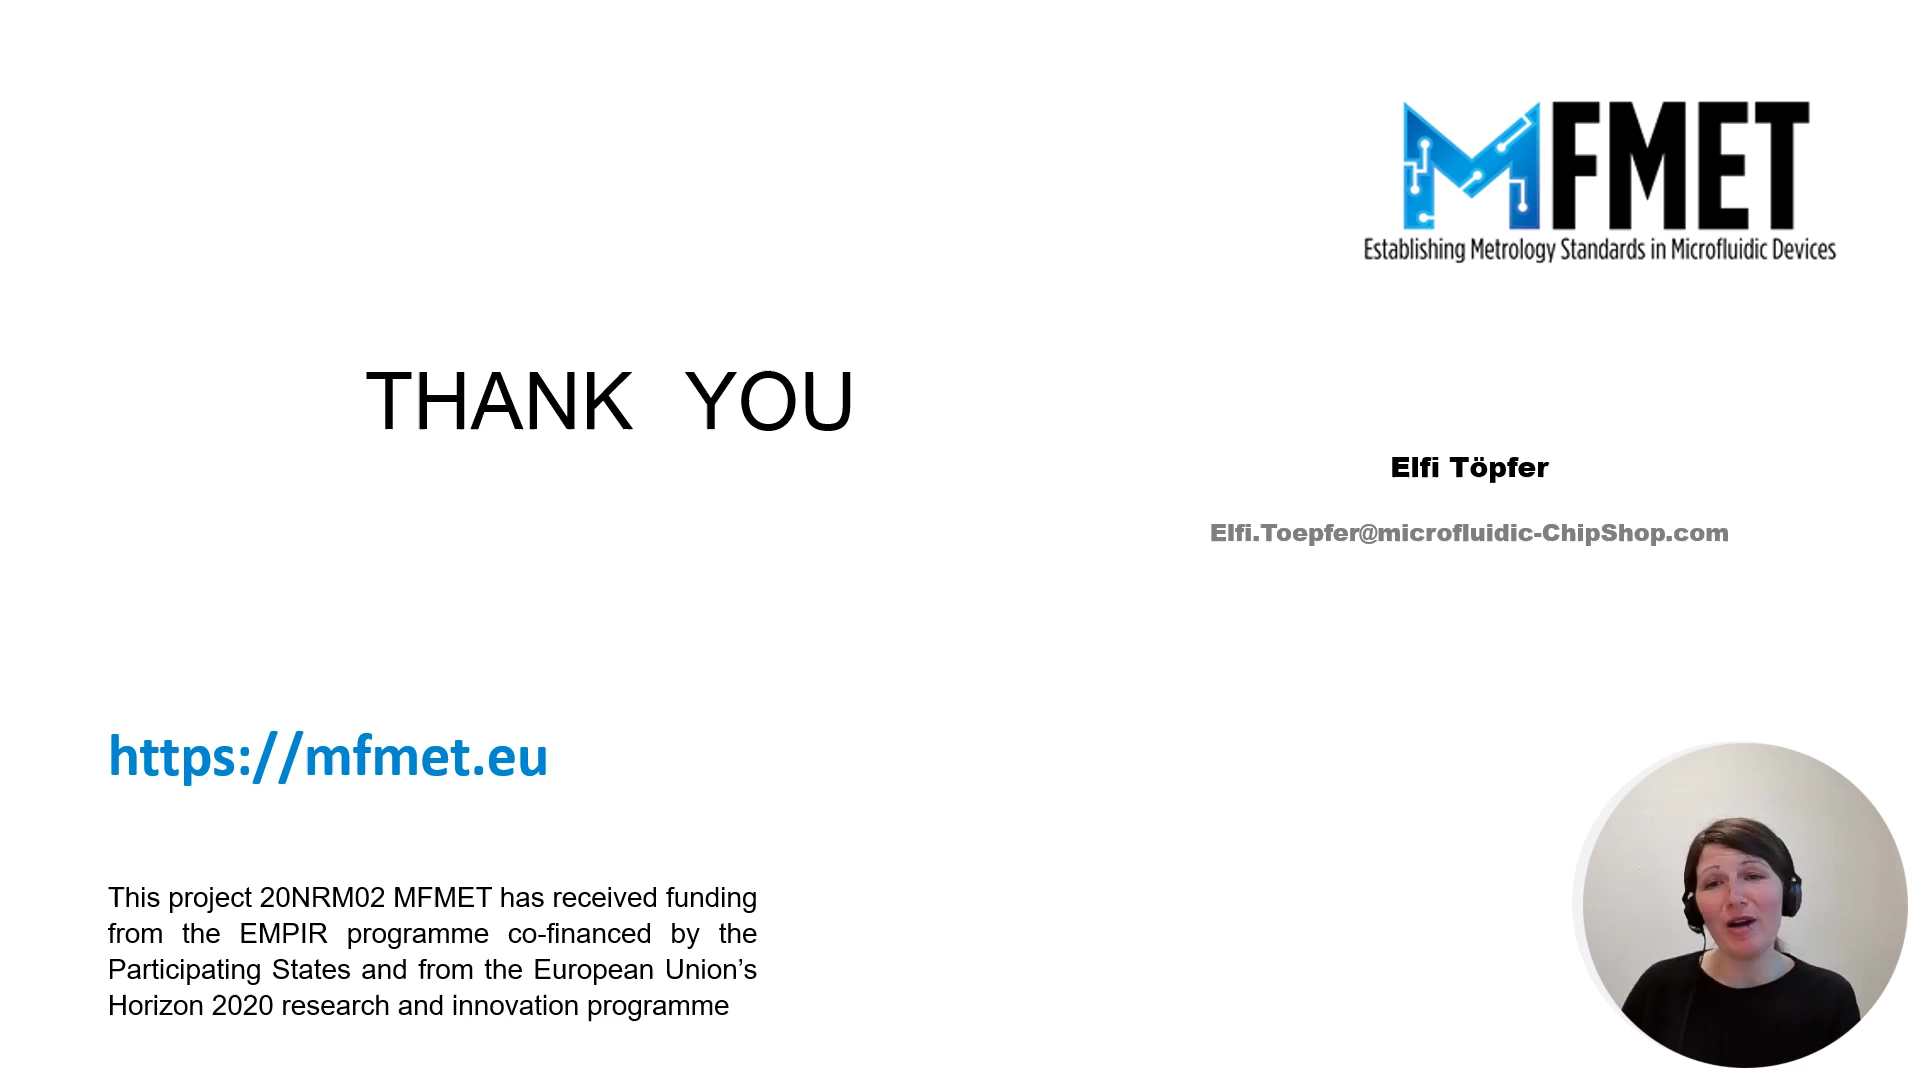 MFMET
Establishing Metrology Standards in Microfluidic Devices
THANK YOU
Elfi Töpfer
Elfi.Toepfer@microfluidic-ChipShop.com
https://mfmet.eu
This project 20NRM02 MFMET has received funding
from the EMPIR programme co-financed by the
Participating States and from the European Union’s
Horizon 2020 research and innovation programme